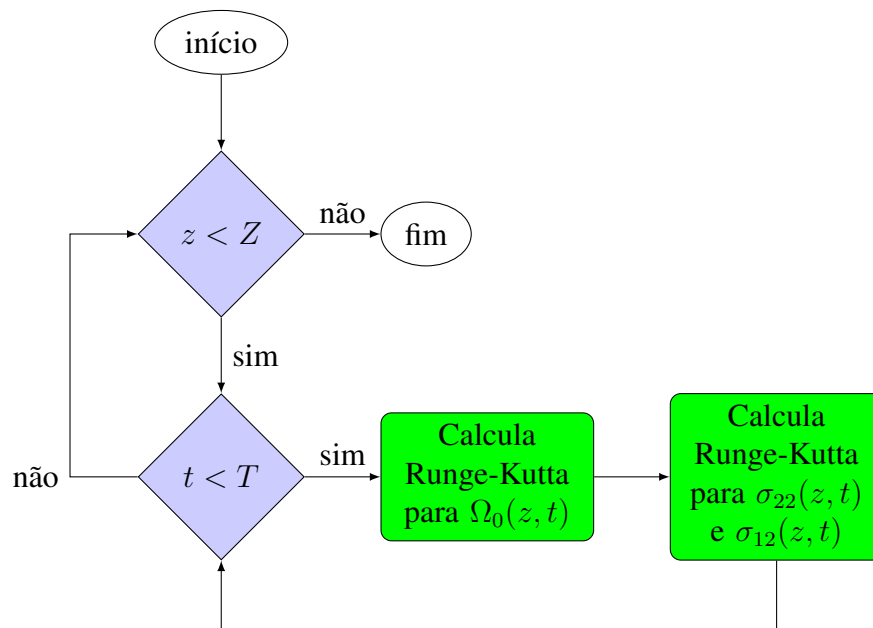 início
z < Z
não
fim
sim
t < T
não
sim
Calcula
Runge-Kutta
para Ω₀(z, t)
Calcula
Runge-Kutta
para σ₂₂(z, t)
e σ₁₂(z, t)